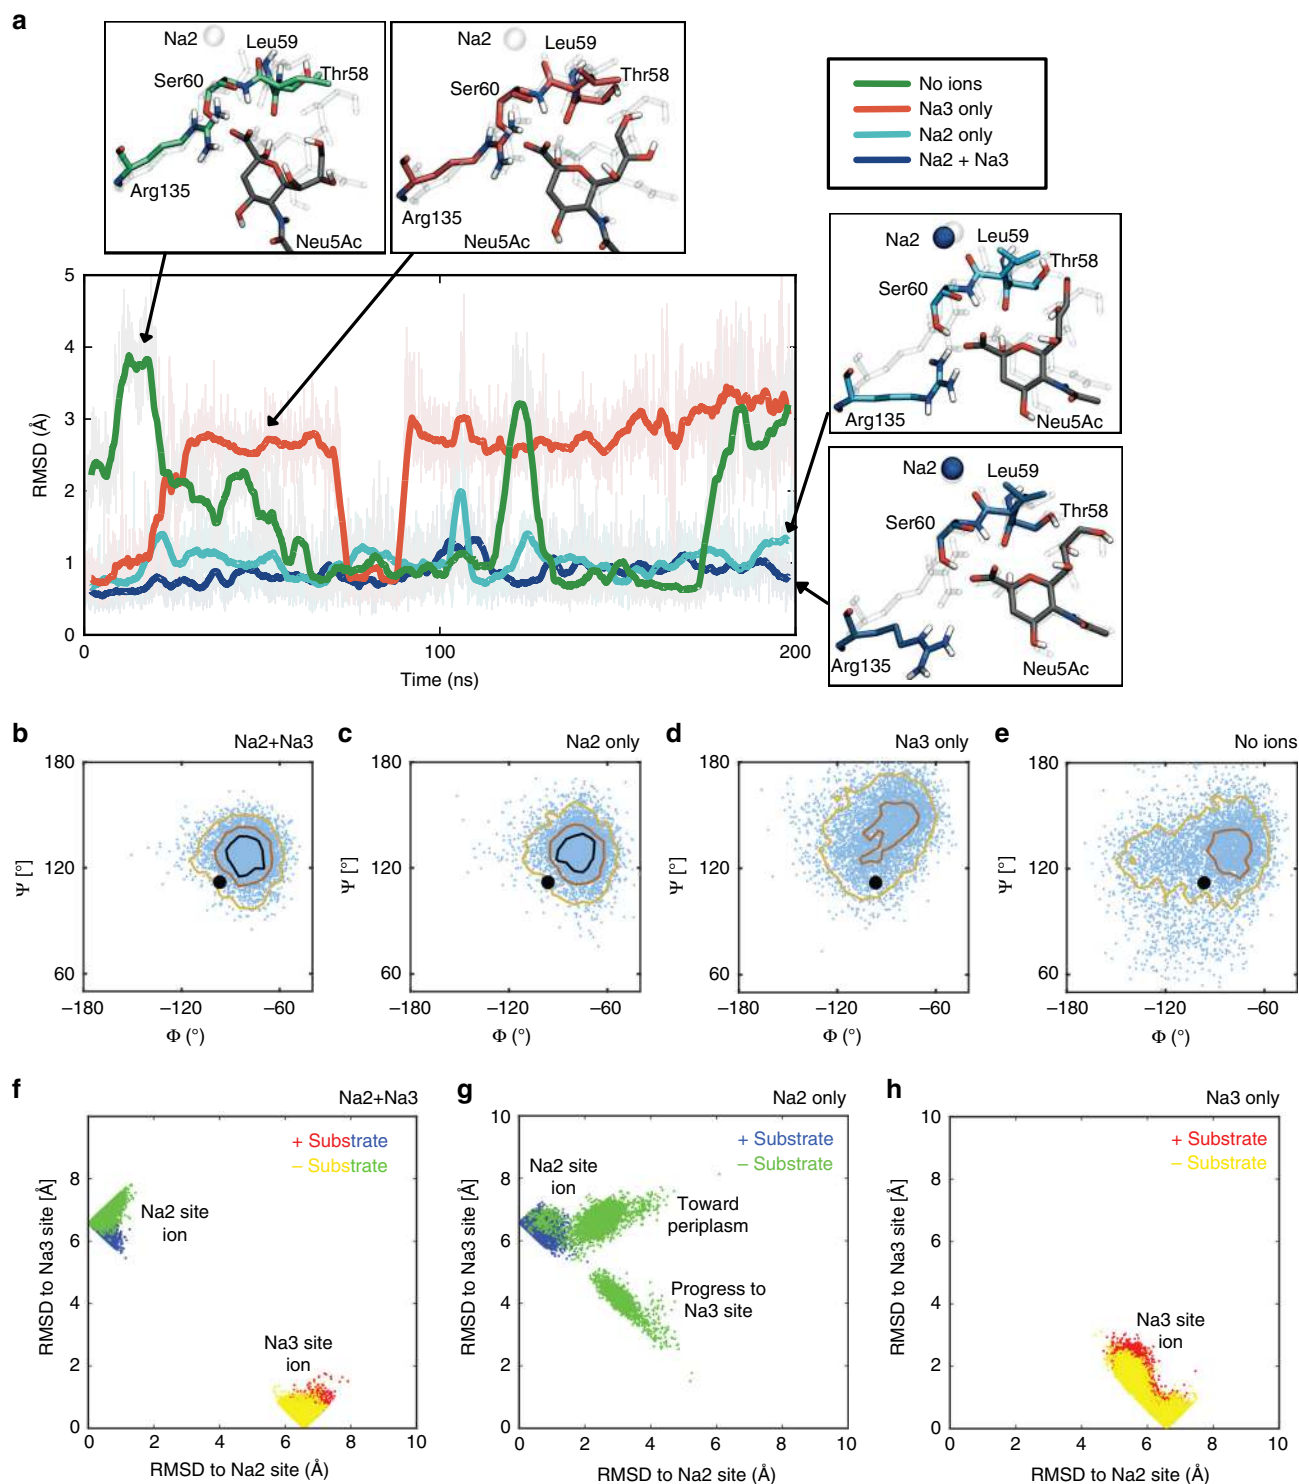 a
Na2
Leu59
Ser60
Thr58
Arg135
Neu5Ac
Na2
Leu59
Ser60
Thr58
Arg135
Neu5Ac
No ions
Na3 only
Na2 only
Na2 + Na3
Na2
Leu59
Thr58
Ser60
Arg135
Neu5Ac
Na2
Leu59
Thr58
Ser60
Arg135
Neu5Ac
5
4
3
2
1
0
RMSD (Å)
0
100
200
Time (ns)
b
Na2+Na3
180
120
60
Ψ [°]
−180
−120
−60
Φ (°)
c
Na2 only
180
120
60
Ψ [°]
−180
−120
−60
Φ (°)
d
Na3 only
180
120
60
Ψ [°]
−180
−120
−60
Φ (°)
e
No ions
180
120
60
Ψ [°]
−180
−120
−60
Φ (°)
f
Na2+Na3
+ Substrate
− Substrate
Na2 site
ion
Na3 site
ion
8
6
4
2
0
RMSD to Na3 site [Å]
0
2
4
6
8
10
RMSD to Na2 site (Å)
g
Na2 only
+ Substrate
− Substrate
Na2 site
ion
Toward
periplasm
Progress to
Na3 site
10
8
6
4
2
0
RMSD to Na3 site [Å]
0
2
4
6
8
10
RMSD to Na2 site (Å)
h
Na3 only
+ Substrate
− Substrate
Na3 site
ion
10
8
6
4
2
0
RMSD to Na3 site [Å]
0
2
4
6
8
10
RMSD to Na2 site (Å)